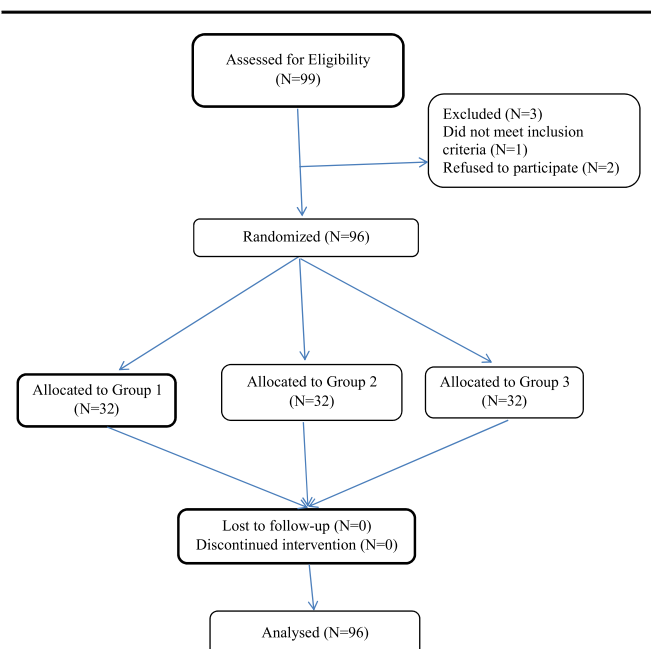 Assessed for Eligibility
(N=99)
Excluded (N=3)
Did not meet inclusion
criteria (N=1)
Refused to participate (N=2)
Randomized (N=96)
Allocated to Group 1
(N=32)
Allocated to Group 2
(N=32)
Allocated to Group 3
(N=32)
Lost to follow-up (N=0)
Discontinued intervention (N=0)
Analysed (N=96)